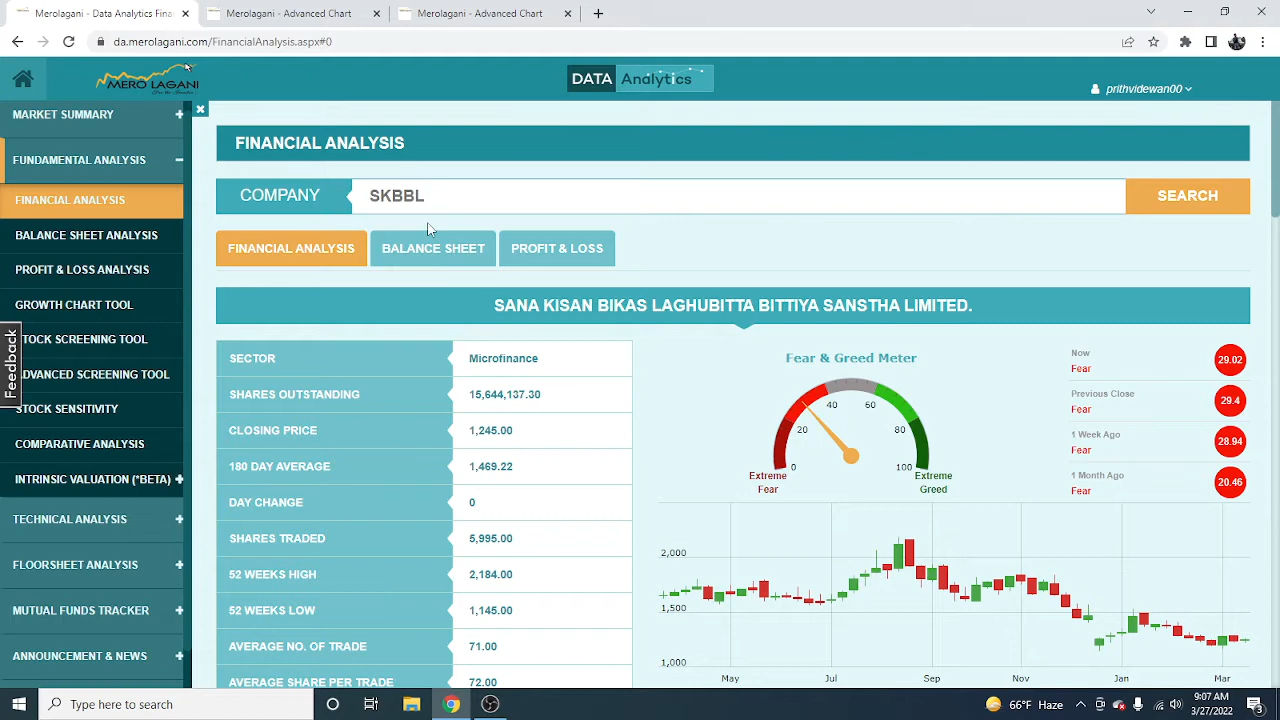 Merolagani - Data Financial An
Merolagani - Data Analytics
Merolagani - Data Analytics
da.merolagani.com/FinancialAnalysis.aspx#0
MERO LAGANI
DATA Analytics
prithvidewan00
MARKET SUMMARY
FUNDAMENTAL ANALYSIS
FINANCIAL ANALYSIS
BALANCE SHEET ANALYSIS
PROFIT & LOSS ANALYSIS
GROWTH CHART TOOL
STOCK SCREENING TOOL
ADVANCED SCREENING TOOL
STOCK SENSITIVITY
COMPARATIVE ANALYSIS
INTRINSIC VALUATION (*BETA)
TECHNICAL ANALYSIS
FLOORSHEET ANALYSIS
MUTUAL FUNDS TRACKER
ANNOUNCEMENT & NEWS
Feedback
FINANCIAL ANALYSIS
COMPANY SKBBL SEARCH
FINANCIAL ANALYSIS BALANCE SHEET PROFIT & LOSS
SANA KISAN BIKAS LAGHUBITTA BITTIYA SANSTHA LIMITED.
SECTOR Microfinance
SHARES OUTSTANDING 15,644,137.30
CLOSING PRICE 1,245.00
180 DAY AVERAGE 1,469.22
DAY CHANGE 0
SHARES TRADED 5,995.00
52 WEEKS HIGH 2,184.00
52 WEEKS LOW 1,145.00
AVERAGE NO. OF TRADE 71.00
AVERAGE SHARE PER TRADE 72.00
Fear & Greed Meter
0 20 40 60 80 100
Extreme Fear
Extreme Greed
Now
Fear 29.02
Previous Close
Fear 29.4
1 Week Ago
Fear 28.94
1 Month Ago
Fear 20.46
2,000
1,500
1,000
May Jul Sep Nov Jan Mar
Type here to search
66°F Haze
9:07 AM
3/27/2022